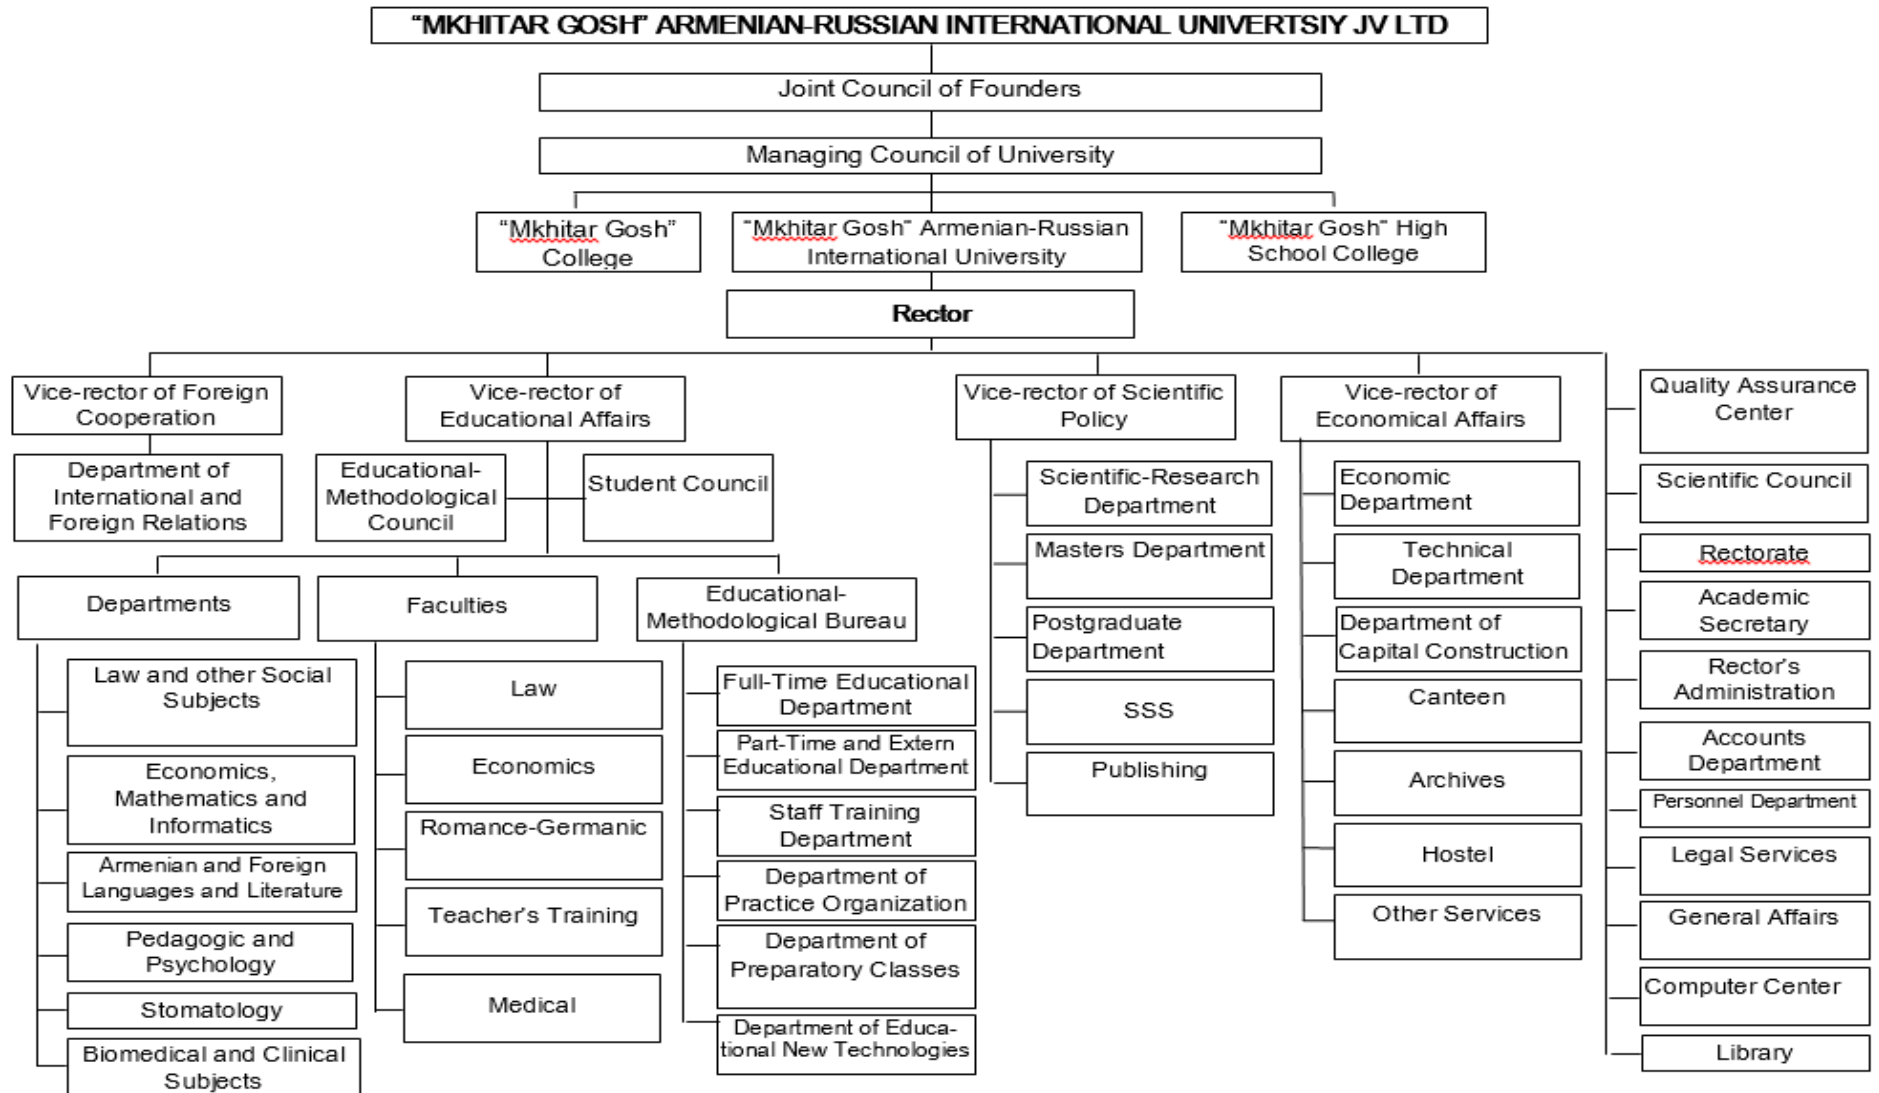 “MKHITAR GOSH” ARMENIAN-RUSSIAN INTERNATIONAL UNIVERTSIY JV LTD
Joint Council of Founders
Managing Council of University
“Mkhitar Gosh”
College
“Mkhitar Gosh” Armenian-Russian
International University
“Mkhitar Gosh” High
School College
Rector
Vice-rector of Foreign
Cooperation
Department of
International and
Foreign Relations
Vice-rector of
Educational Affairs
Educational-
Methodological
Council
Student Council
Departments
Law and other Social
Subjects
Economics,
Mathematics and
Informatics
Armenian and Foreign
Languages and Literature
Pedagogic and
Psychology
Stomatology
Biomedical and Clinical
Subjects
Faculties
Law
Economics
Romance-Germanic
Teacher's Training
Medical
Educational-
Methodological Bureau
Full-Time Educational
Department
Part-Time and Extern
Educational Department
Staff Training
Department
Department of
Practice Organization
Department of
Preparatory Classes
Department of Educa-
tional New Technologies
Vice-rector of Scientific
Policy
Scientific-Research
Department
Masters Department
Postgraduate
Department
SSS
Publishing
Vice-rector of
Economical Affairs
Economic
Department
Technical
Department
Department of
Capital Construction
Canteen
Archives
Hostel
Other Services
Quality Assurance
Center
Scientific Council
Rectorate
Academic
Secretary
Rector's
Administration
Accounts
Department
Personnel Department
Legal Services
General Affairs
Computer Center
Library